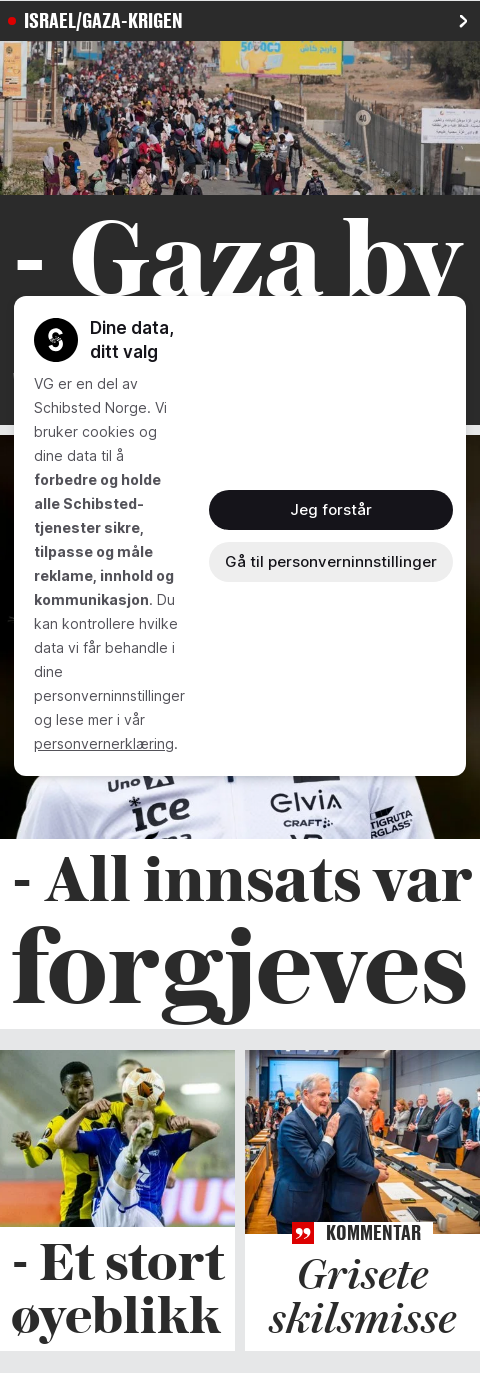 ISRAEL/GAZA-KRIGEN
40
- Gaza by
Dine data,
ditt valg
VG er en del av
Schibsted Norge. Vi
bruker cookies og
dine data til å
forbedre og holde
alle Schibsted-
tjenester sikre,
tilpasse og måle
reklame, innhold og
kommunikasjon. Du
kan kontrollere hvilke
data vi får behandle i
dine
personverninnstillinger
og lese mer i vår
personvernerklæring.
Jeg forstår
Gå til personverninnstillinger
Uno
ice
elvia
CRAFT
- All innsats var
forgjeves
- Et stort
øyeblikk
KOMMENTAR
Grisete
skilsmisse